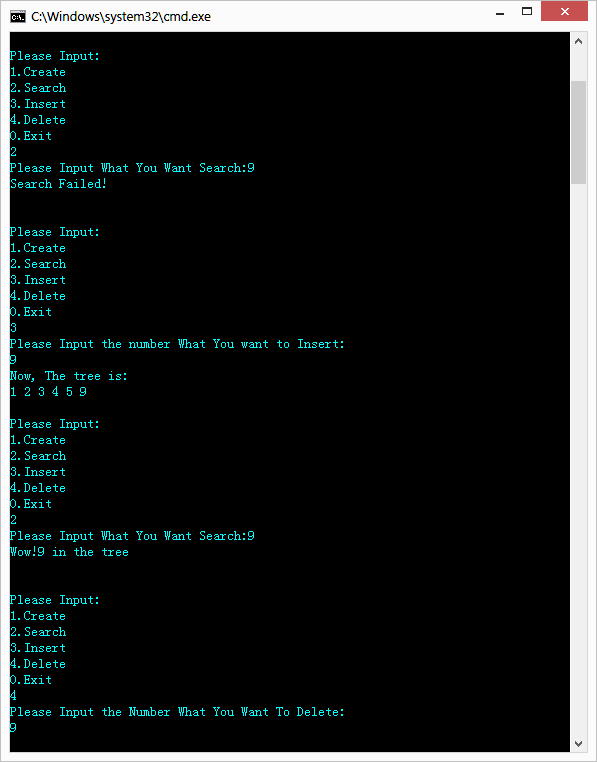 C:\Windows\system32\cmd.exe
Please Input:
1.Create
2.Search
3.Insert
4.Delete
0.Exit
2
Please Input What You Want Search:9
Search Failed!
Please Input:
1.Create
2.Search
3.Insert
4.Delete
0.Exit
3
Please Input the number What You want to Insert:
9
Now, The tree is:
1 2 3 4 5 9
Please Input:
1.Create
2.Search
3.Insert
4.Delete
0.Exit
2
Please Input What You Want Search:9
Wow!9 in the tree
Please Input:
1.Create
2.Search
3.Insert
4.Delete
0.Exit
4
Please Input the Number What You Want To Delete:
9